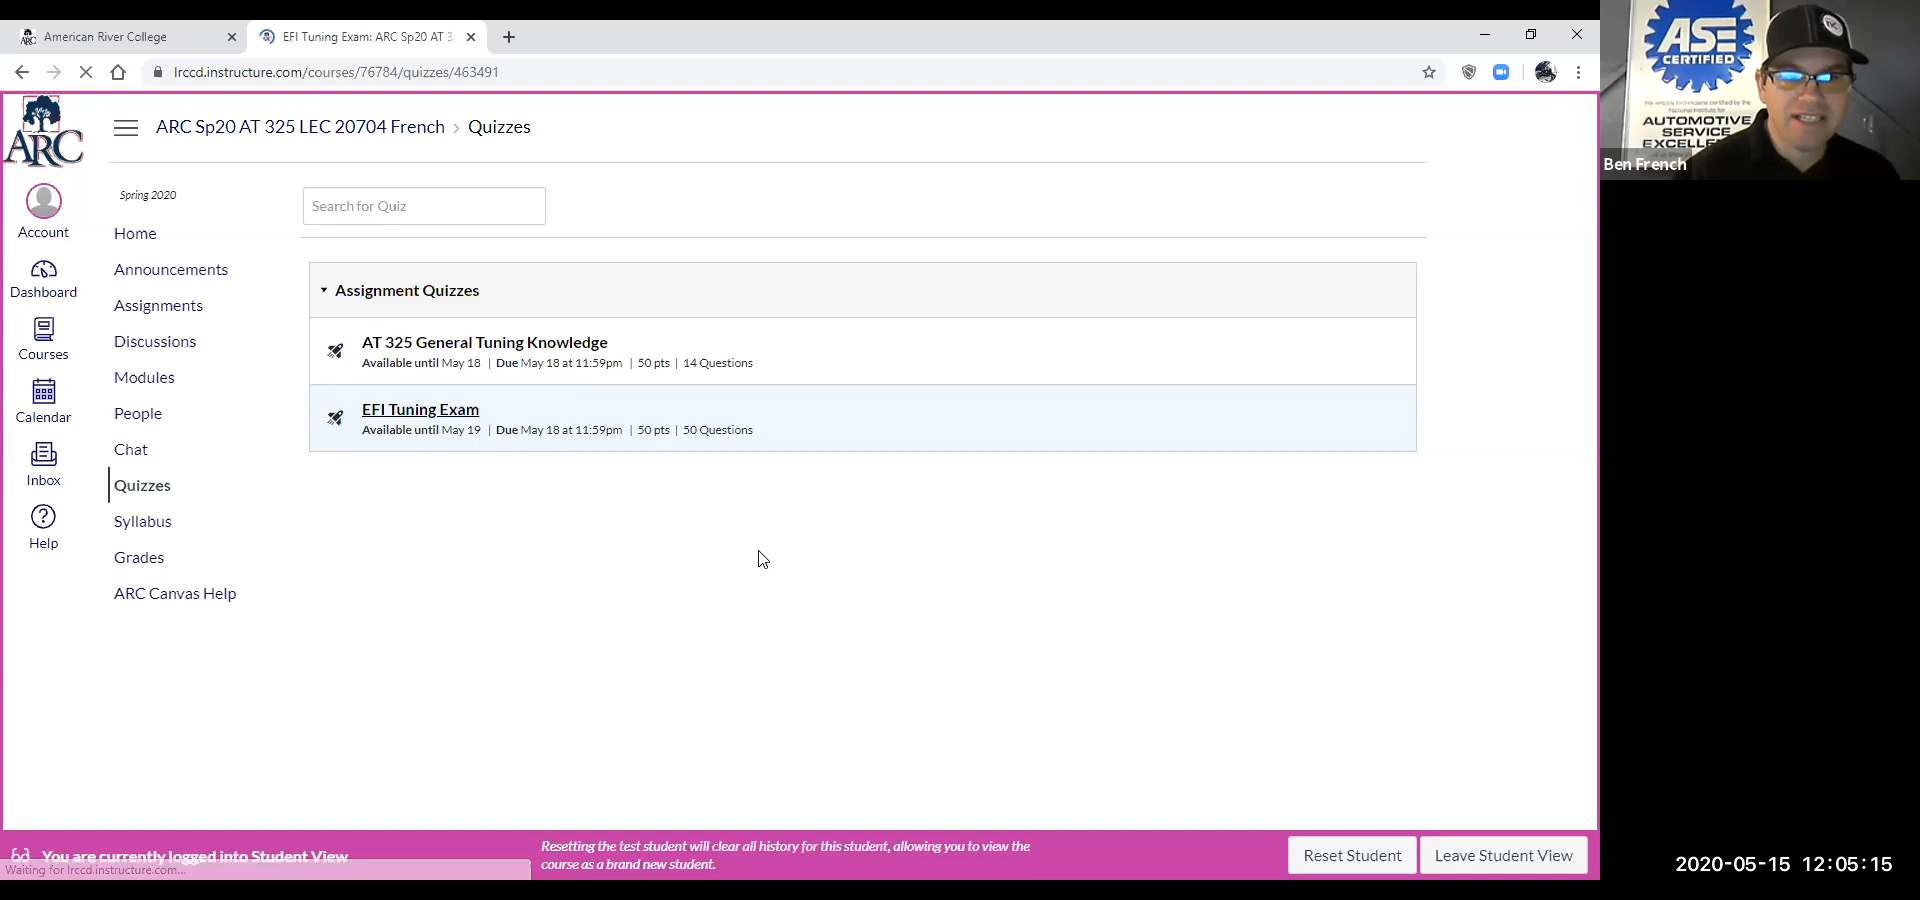 American River College
EFI Tuning Exam: ARC Sp20 AT 3
lrccd.instructure.com/courses/76784/quizzes/463491
ARC
ARC Sp20 AT 325 LEC 20704 French > Quizzes
Spring 2020
Account
Dashboard
Courses
Calendar
Inbox
Help
Home
Announcements
Assignments
Discussions
Modules
People
Chat
Quizzes
Syllabus
Grades
ARC Canvas Help
Search for Quiz
Assignment Quizzes
AT 325 General Tuning Knowledge
Available until May 18 | Due May 18 at 11:59pm | 50 pts | 14 Questions
EFI Tuning Exam
Available until May 19 | Due May 18 at 11:59pm | 50 pts | 50 Questions
You are currently logged into Student View
Waiting for lrccd.instructure.com...
Resetting the test student will clear all history for this student, allowing you to view the
course as a brand new student.
Reset Student
Leave Student View
ASE
CERTIFIED
AUTOMOTIVE
SERVICE
EXCELLE
Ben French
2020-05-15 12:05:15